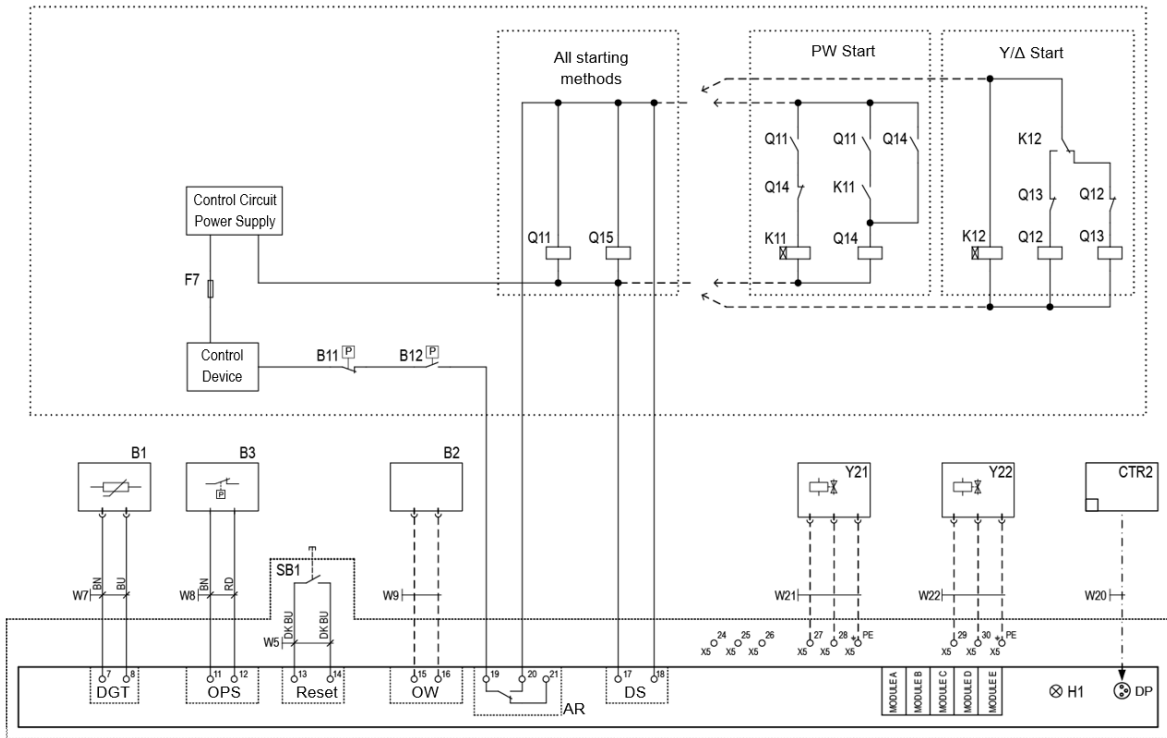 All starting
methods
PW Start
Y/Δ Start
Q11
Q11
Q14
K12
Q14
K11
Q13
Q12
Control Circuit
Power Supply
Q11
Q15
K11
Q14
K12
Q12
Q13
F7
Control
Device
B11
P
B12
P
B1
B3
B2
Y21
Y22
CTR2
P
SB1
BN
BU
BN
RD
W7
W8
W9
W21
W22
W20
DK BU
DK BU
W5
24
25
26
27
28
PE
29
30
PE
X5
X5
X5
X5
X5
X5
X5
X5
X5
7
8
11
12
13
14
15
16
19
20
21
17
18
DGT
OPS
Reset
OW
AR
DS
MODULE A
MODULE B
MODULE C
MODULE D
MODULE E
H1
DP